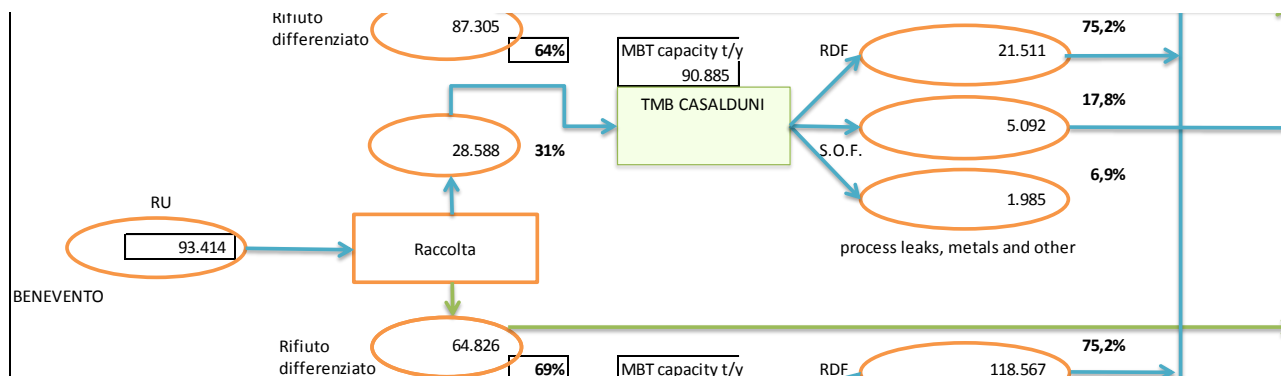 Rifiuto
differenziato
87.305
64%
MBT capacity t/y
90.885
TMB CASALDUNI
RDF
21.511
75,2%
17,8%
5.092
S.O.F.
6,9%
1.985
process leaks, metals and other
28.588
31%
RU
93.414
Raccolta
BENEVENTO
Rifiuto
differenziato
64.826
69%
MBT capacity t/y
RDF
118.567
75,2%